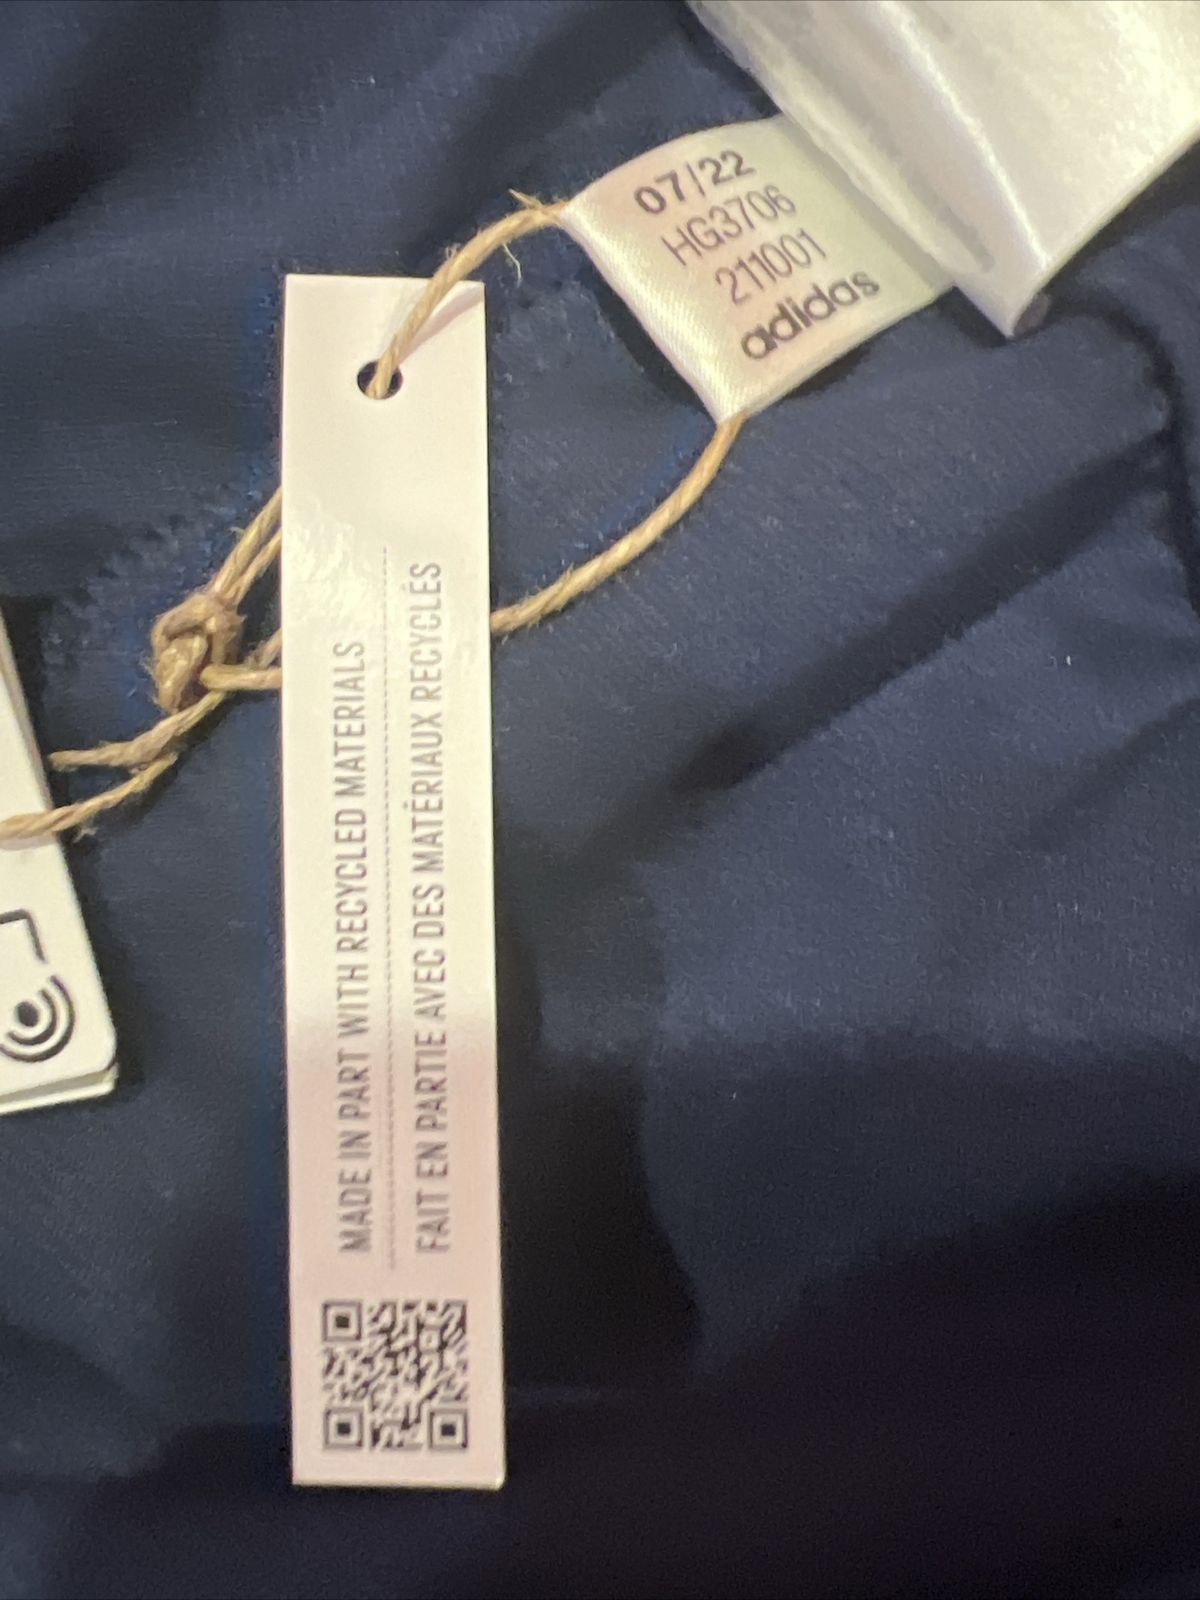 07/22
HG3706
211001
adidas
MADE IN PART WITH RECYCLED MATERIALS
FAIT EN PARTIE AVEC DES MATÉRIAUX RECYCLÉS